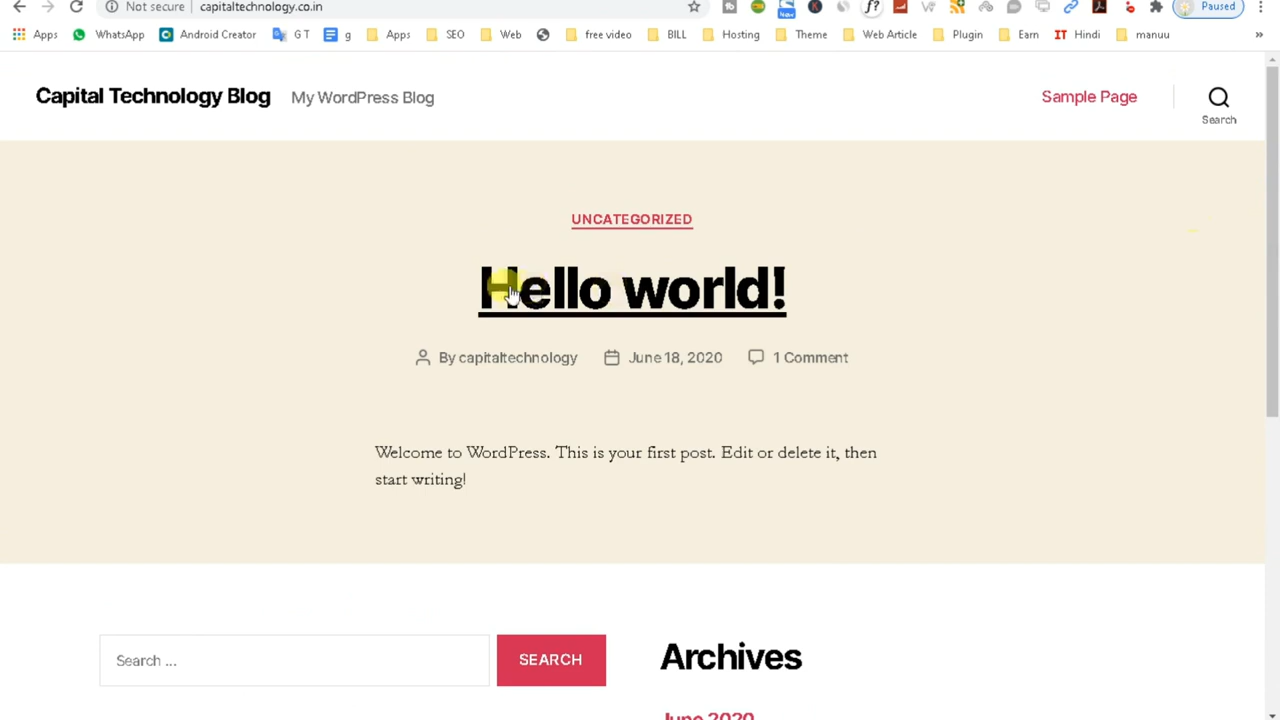 Not secure capitaltechnology.co.in Paused
Apps WhatsApp Android Creator G T g Apps SEO Web free video BILL Hosting Theme Web Article Plugin Earn IT Hindi manuu »
Capital Technology Blog My WordPress Blog Sample Page
Search
UNCATEGORIZED
Hello world!
By capitaltechnology June 18, 2020 1 Comment
Welcome to WordPress. This is your first post. Edit or delete it, then
start writing!
Search ... SEARCH Archives
June 2020